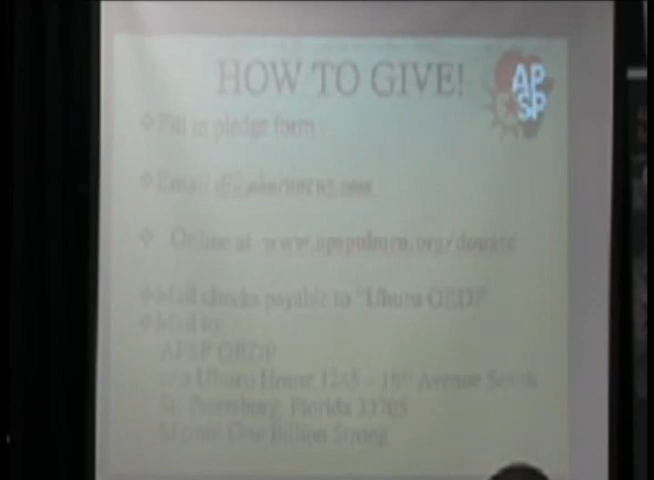 HOW TO GIVE!
AP
SP
Fill in pledge form
Email
Online at www.apspuhuru.org/donate
Mail checks payable to "Uhuru OEDP"
Mail to:
APSP OEDP
Uhuru House 1245 - 18th Avenue South
St. Petersburg, Florida 33705
One Billion Strong